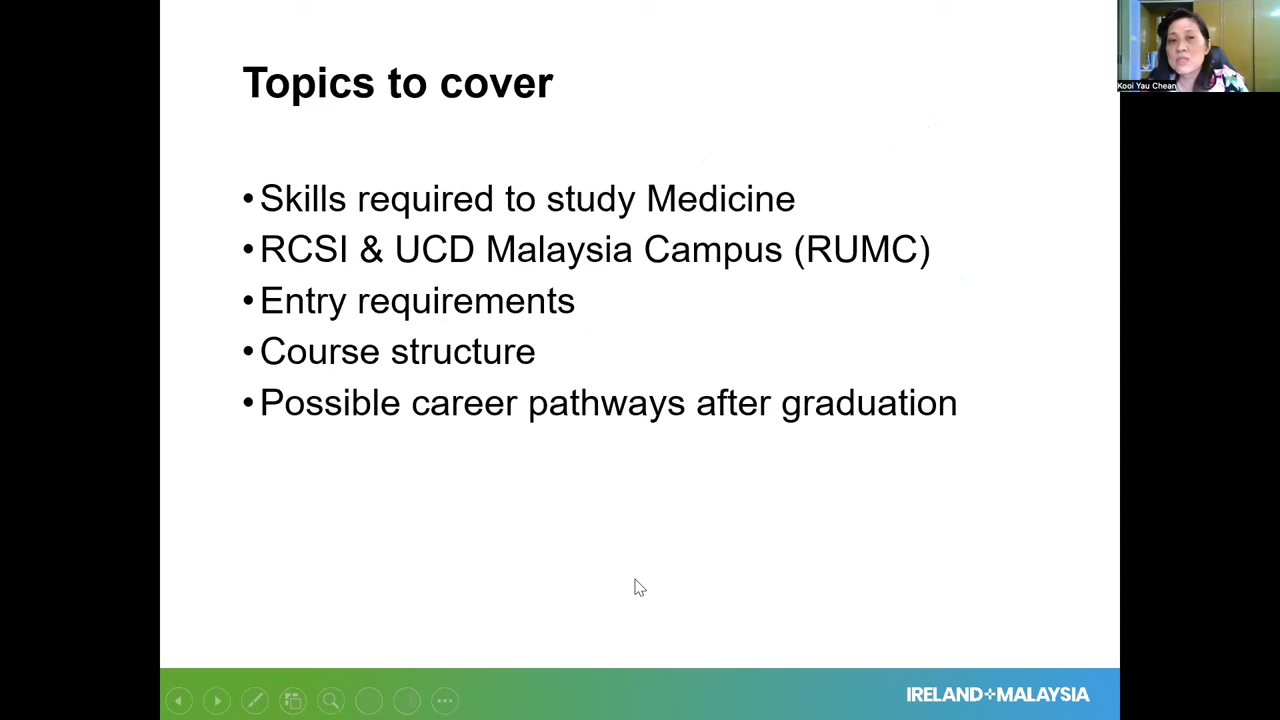 Topics to cover
Kooi Yau Chean
•Skills required to study Medicine
•RCSI & UCD Malaysia Campus (RUMC)
•Entry requirements
•Course structure
•Possible career pathways after graduation
IRELAND+MALAYSIA